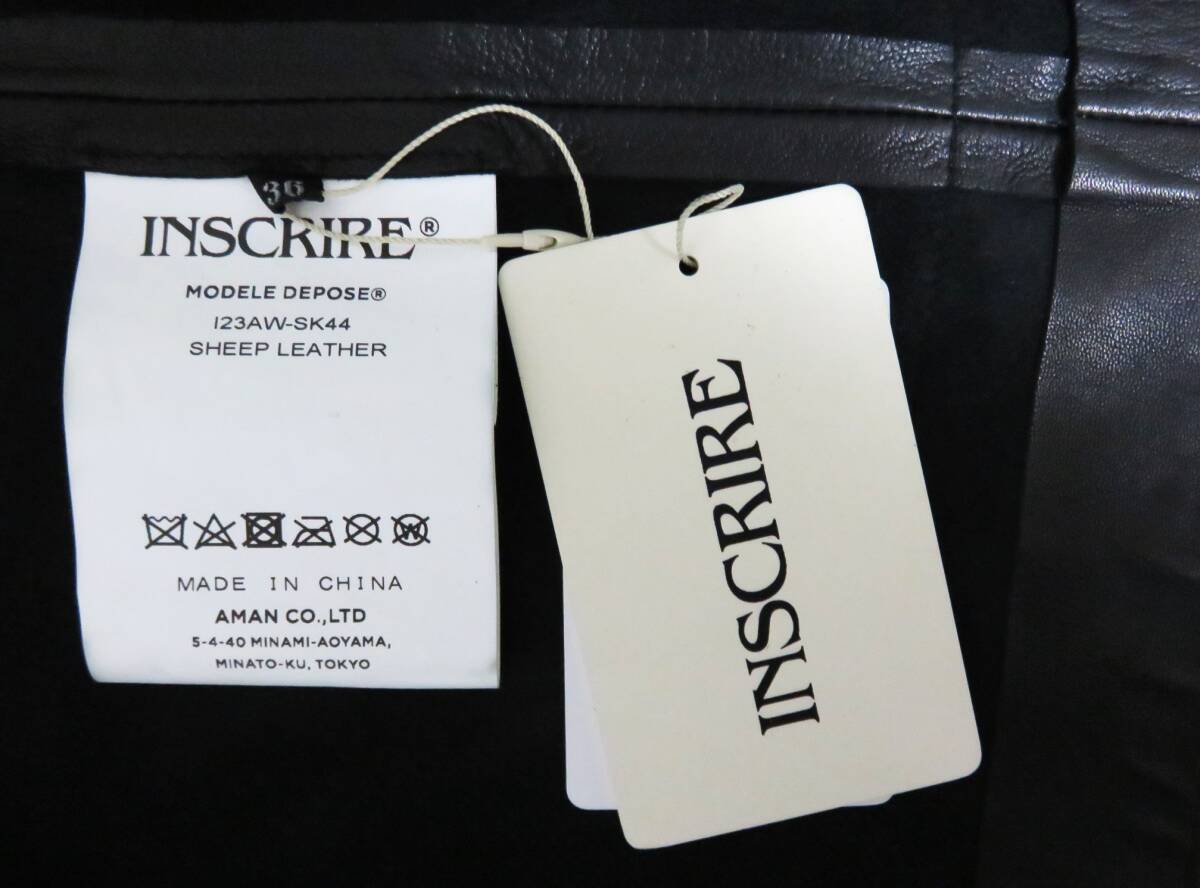 36
INSCRIRE®
MODELE DEPOSE®
I23AW-SK44
SHEEP LEATHER
W
MADE IN CHINA
AMAN CO.,LTD
5-4-40 MINAMI-AOYAMA,
MINATO-KU, TOKYO
INSCRIRE